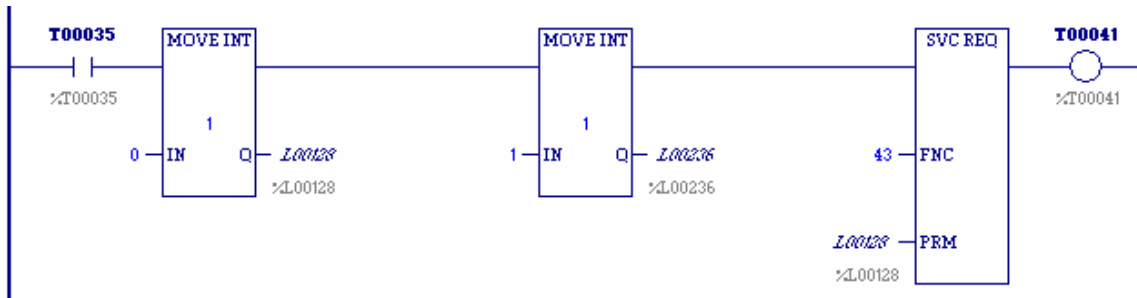 T00035 MOVE INT MOVE INT SVC REQ T00041
%T00035 %T00041
1 1
0 IN Q L00128 1 IN Q L00236 43 FNC
%L00128 %L00236
L00128 PRM
%L00128